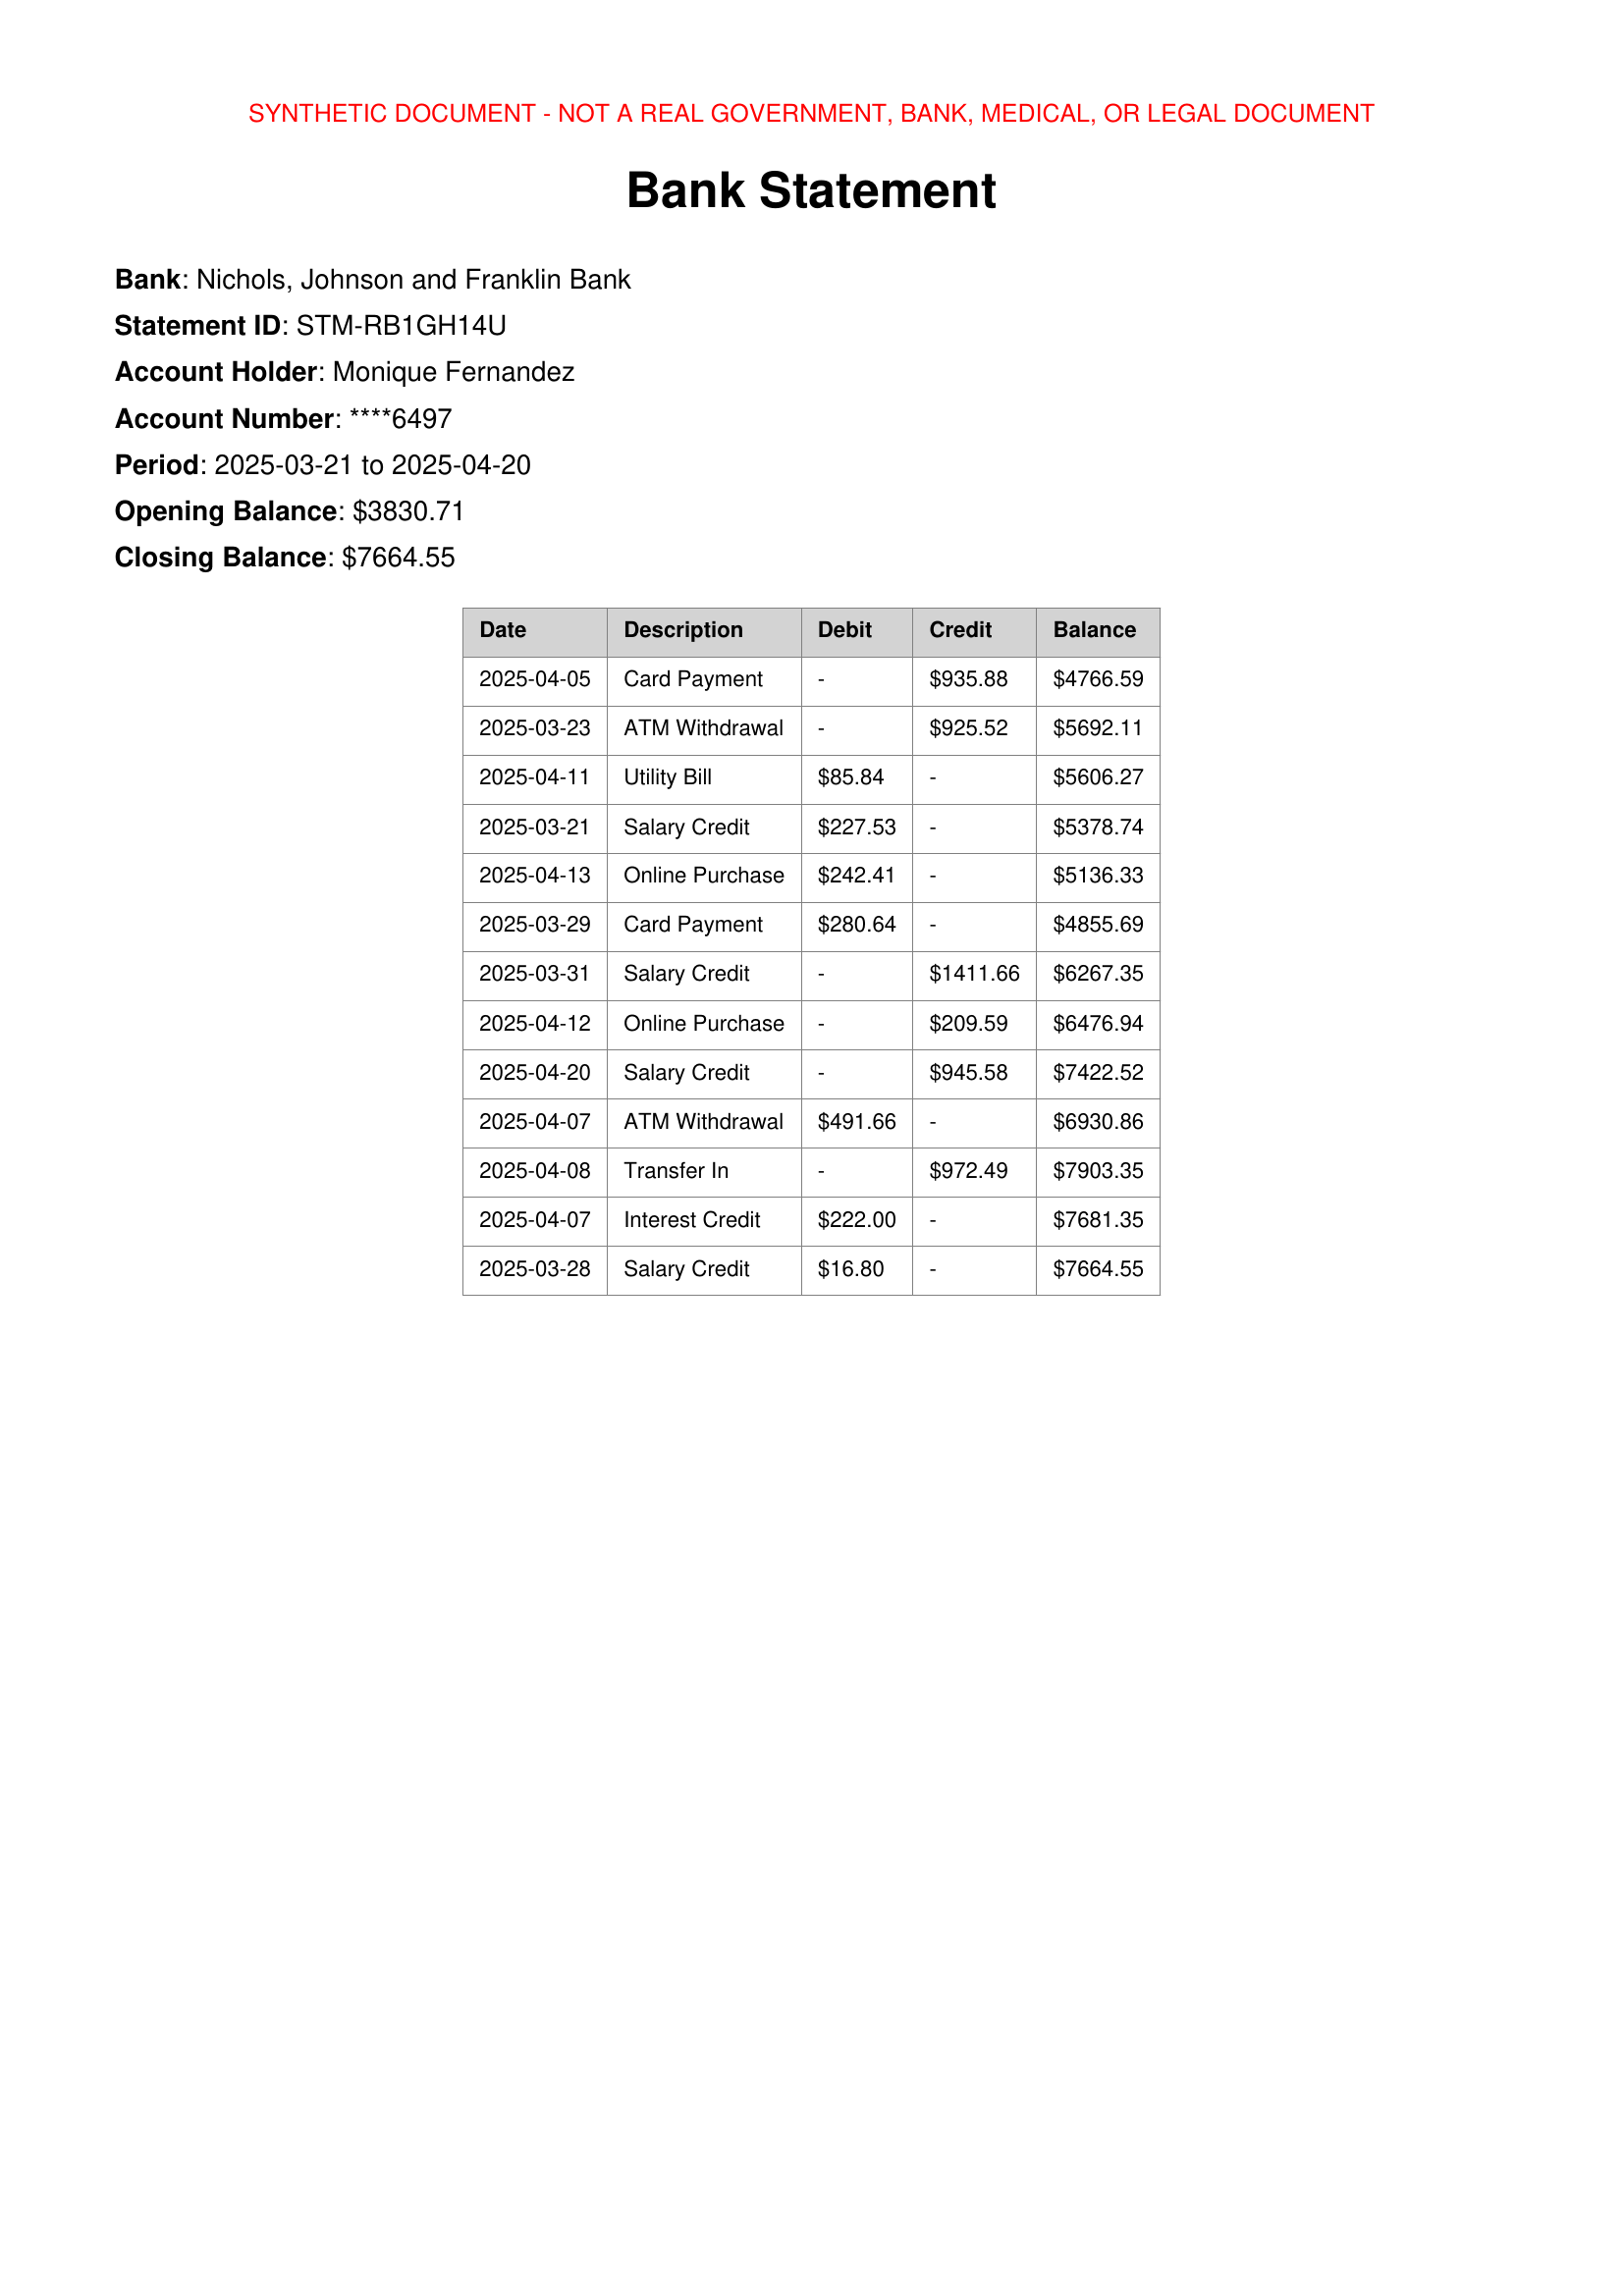 SYNTHETIC DOCUMENT - NOT A REAL GOVERNMENT, BANK, MEDICAL, OR LEGAL DOCUMENT
Bank Statement
Bank: Nichols, Johnson and Franklin Bank
Statement ID: STM-RB1GH14U
Account Holder: Monique Fernandez
Account Number: ****6497
Period: 2025-03-21 to 2025-04-20
Opening Balance: $3830.71
Closing Balance: $7664.55
Date Description Debit Credit Balance
2025-04-05 Card Payment - $935.88 $4766.59
2025-03-23 ATM Withdrawal - $925.52 $5692.11
2025-04-11 Utility Bill $85.84 - $5606.27
2025-03-21 Salary Credit $227.53 - $5378.74
2025-04-13 Online Purchase $242.41 - $5136.33
2025-03-29 Card Payment $280.64 - $4855.69
2025-03-31 Salary Credit - $1411.66 $6267.35
2025-04-12 Online Purchase - $209.59 $6476.94
2025-04-20 Salary Credit - $945.58 $7422.52
2025-04-07 ATM Withdrawal $491.66 - $6930.86
2025-04-08 Transfer In - $972.49 $7903.35
2025-04-07 Interest Credit $222.00 - $7681.35
2025-03-28 Salary Credit $16.80 - $7664.55